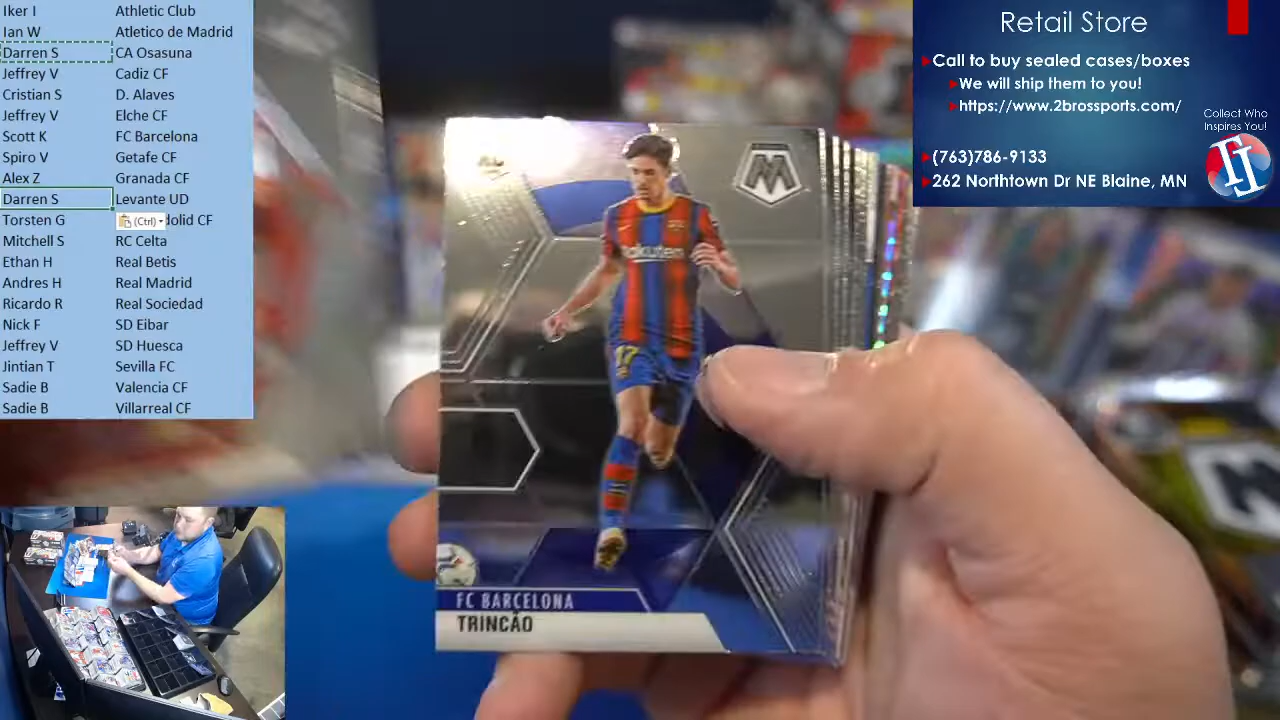 Iker I Athletic Club
Ian W Atletico de Madrid
Darren S CA Osasuna
Jeffrey V Cadiz CF
Cristian S D. Alaves
Jeffrey V Elche CF
Scott K FC Barcelona
Spiro V Getafe CF
Alex Z Granada CF
Darren S Levante UD
Torsten G (Ctrl) dolid CF
Mitchell S RC Celta
Ethan H Real Betis
Andres H Real Madrid
Ricardo R Real Sociedad
Nick F SD Eibar
Jeffrey V SD Huesca
Jintian T Sevilla FC
Sadie B Valencia CF
Sadie B Villarreal CF
Retail Store
Call to buy sealed cases/boxes
We will ship them to you!
https://www.2brossports.com/
(763)786-9133
262 Northtown Dr NE Blaine, MN
Collect Who
Inspires You!
M
Rakuten
17
FC BARCELONA
TRINCÃO